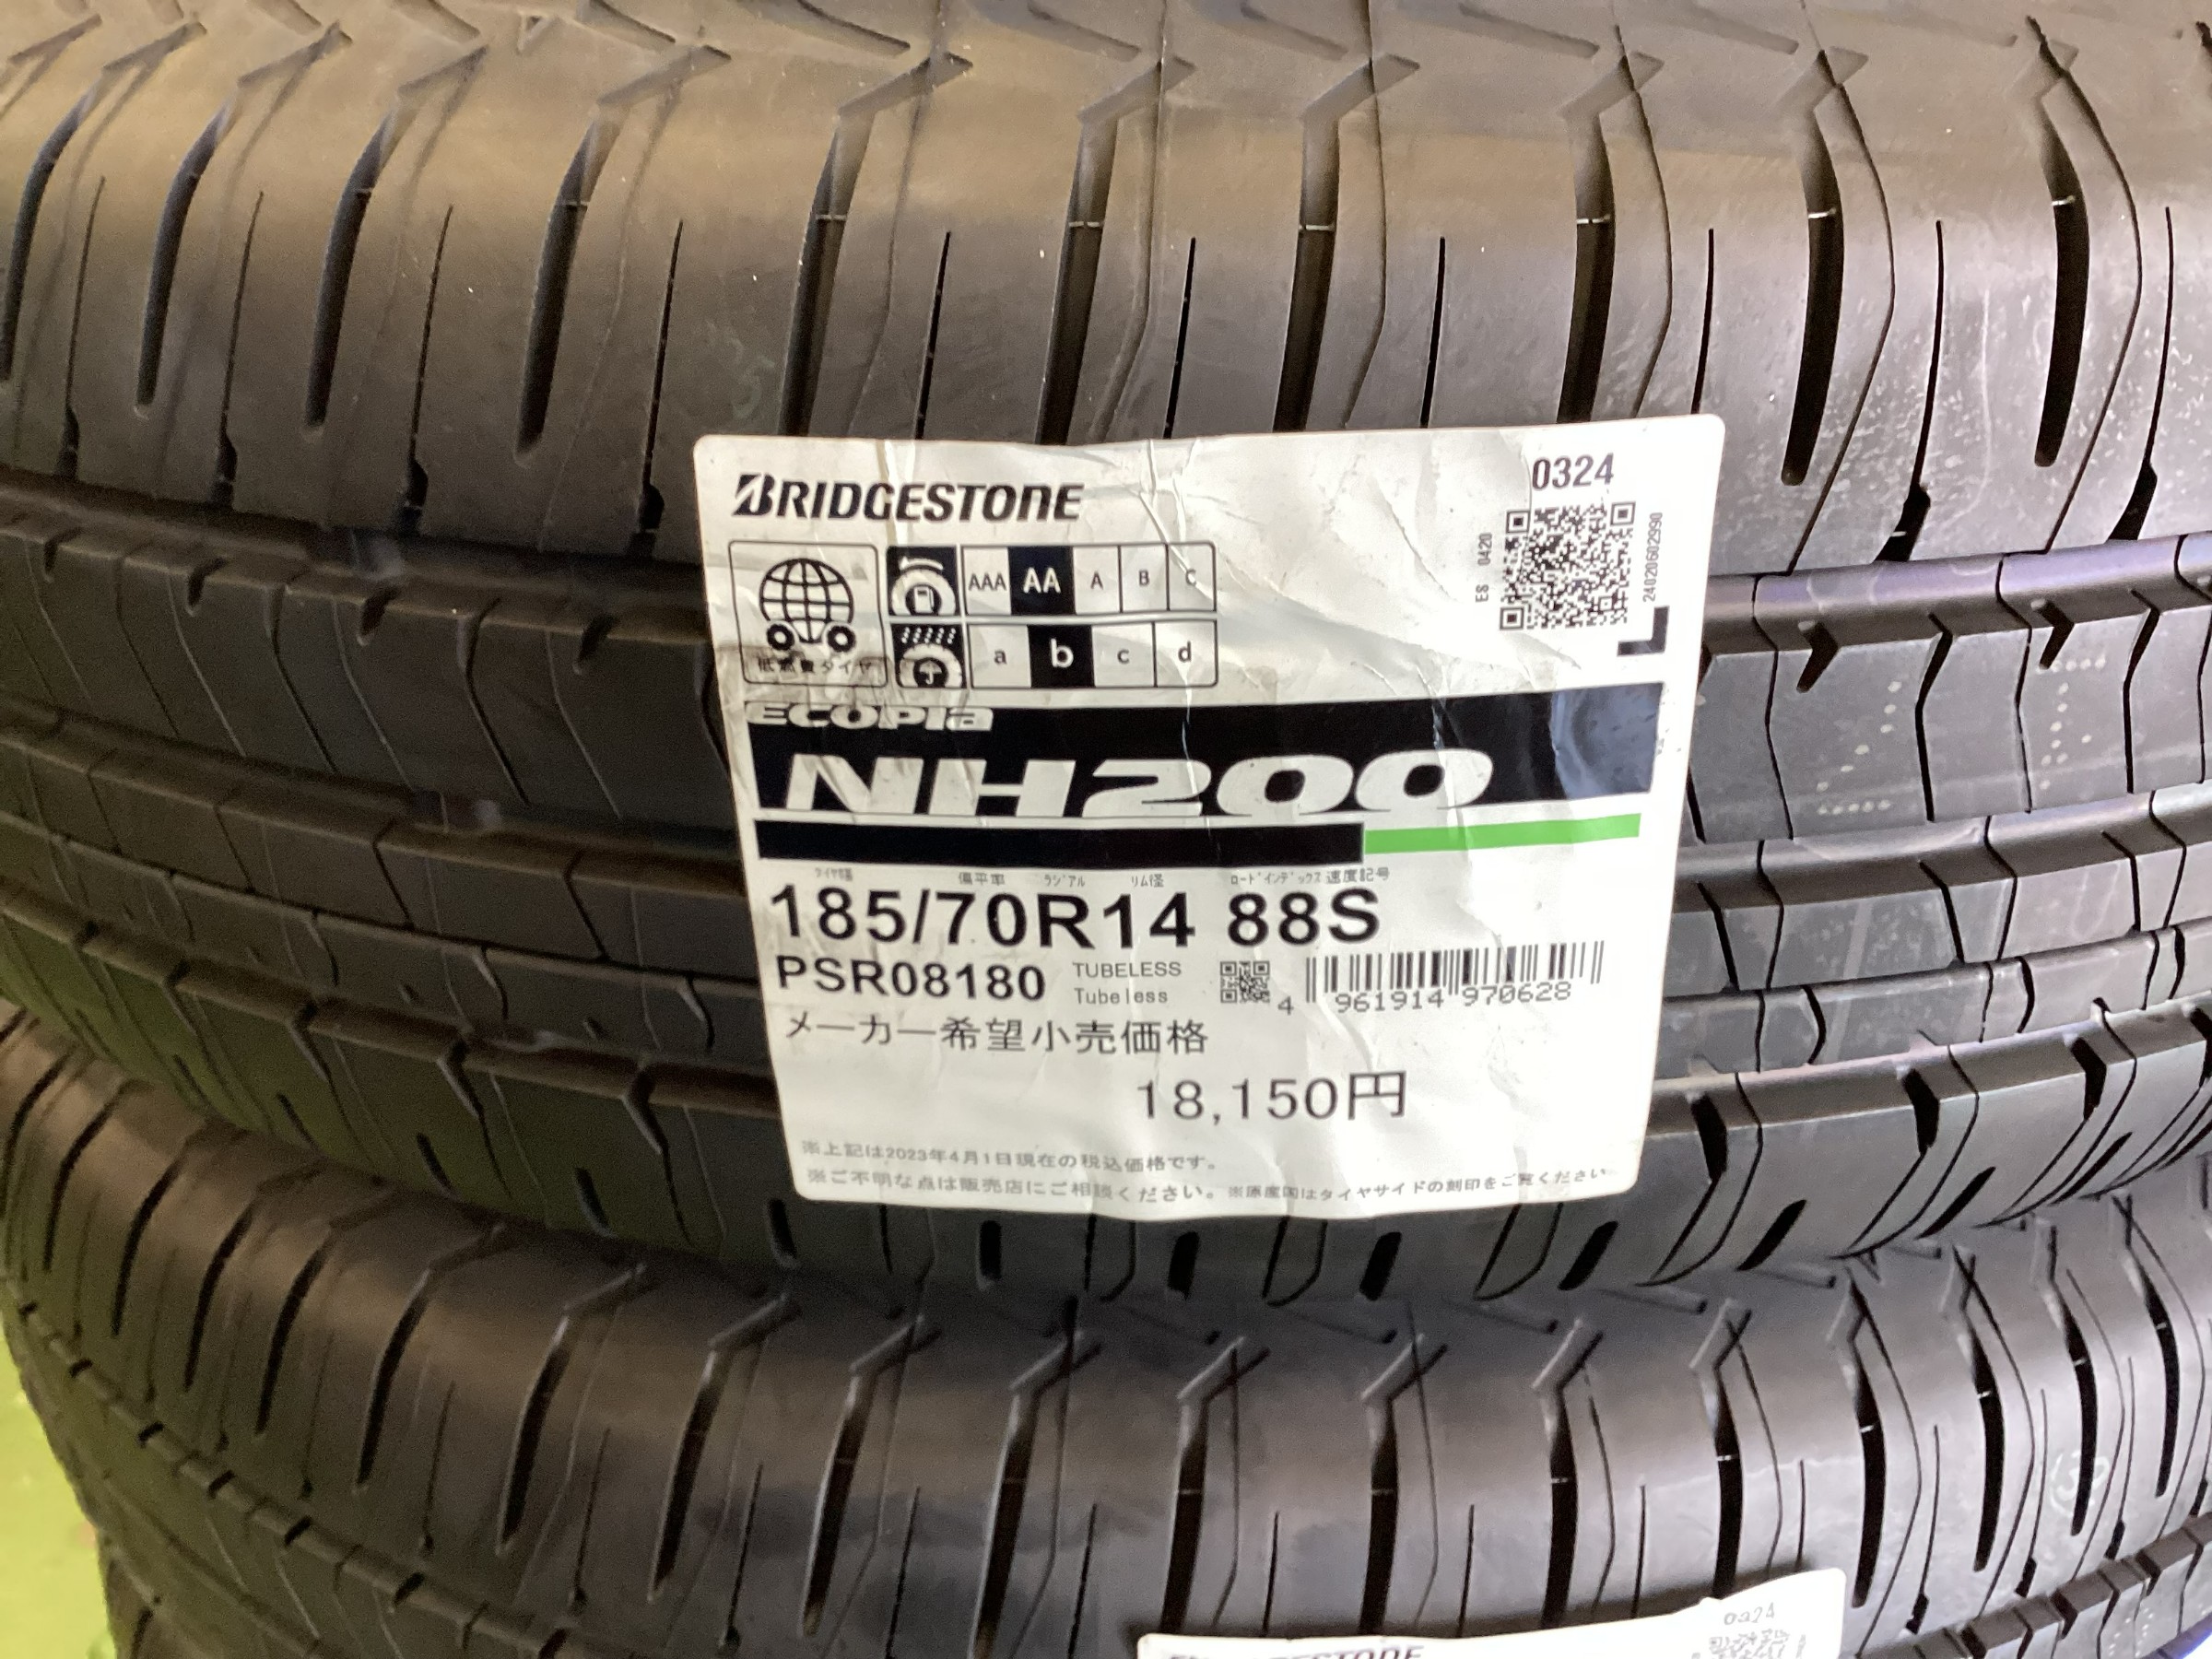 BRIDGESTONE
0324
ES 0420
24020602990
低燃費タイヤ
AAA AA A B C
a b c d
L
ECOPIA
NH200
偏平率 ラジアル リム径 ロードインデックス 速度記号
185/70R14 88S
PSR08180
TUBELESS
Tubeless
4 961914 970628
メーカー希望小売価格
18,150円
※上記は2023年4月1日現在の税込価格です。
※ご不明な点は販売店にご相談ください。※原産国はタイヤサイドの刻印をご覧ください
0324
BRIDGESTONE